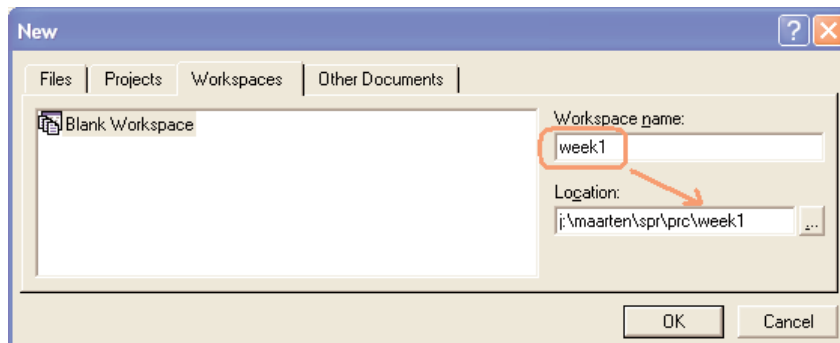 New
Files Projects Workspaces Other Documents
Blank Workspace
Workspace name:
week1
Location:
j:\maarten\spr\prc\week1 ...
OK Cancel